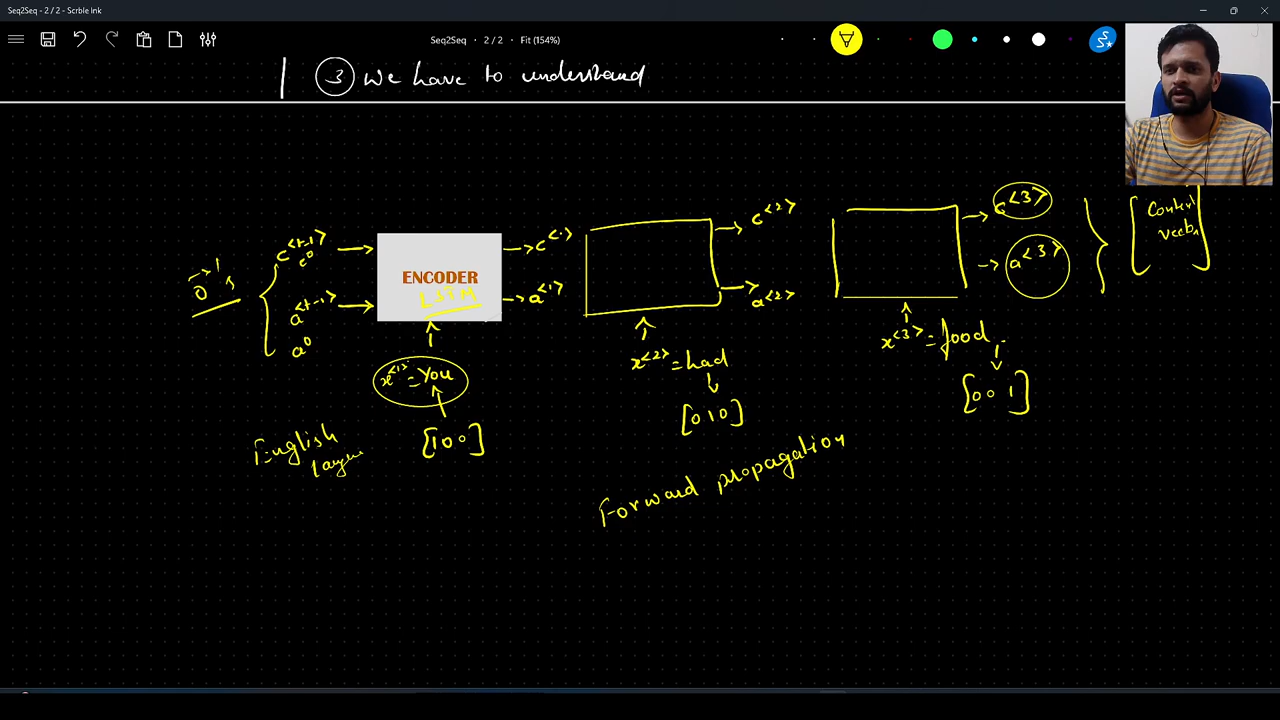 Seq2Seq - 2 / 2 - Scrble Ink
Seq2Seq • 2 / 2 • Fit (154%)
3 We have to understand
c<t-1>
c⁰
a<t-1>
a⁰
0's
ENCODER
LSTM
c<1>
a<1>
c<2>
a<2>
c<3>
a<3>
x<1> = You
[1 0 0]
x<2> = had
[0 1 0]
x<3> = food
[0 0 1]
English
Forward propagation